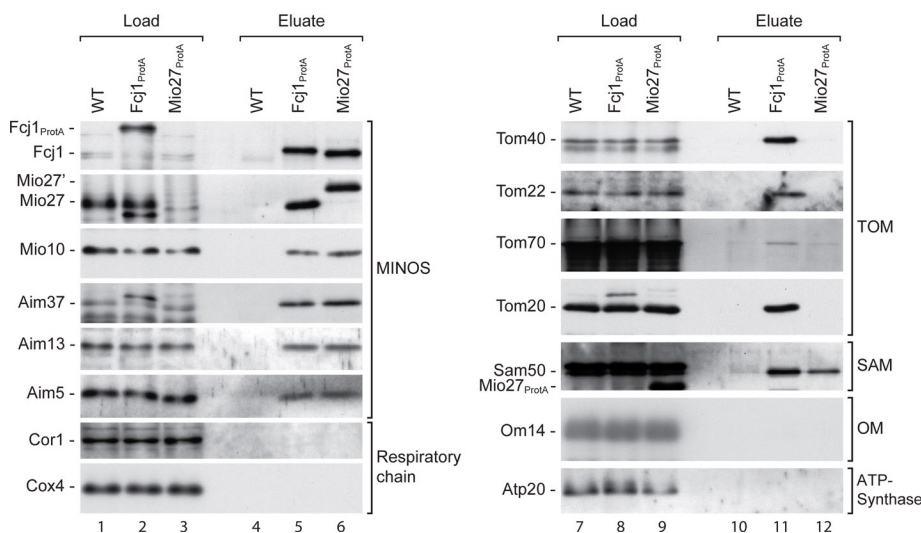 Load Eluate
WT Fcj1ProtA Mio27ProtA WT Fcj1ProtA Mio27ProtA
Fcj1ProtA -
Fcj1 -
Mio27' -
Mio27 -
Mio10 -
Aim37 -
Aim13 -
Aim5 -
MINOS
Cor1 -
Cox4 -
Respiratory
chain
1 2 3 4 5 6
Load Eluate
WT Fcj1ProtA Mio27ProtA WT Fcj1ProtA Mio27ProtA
Tom40 -
Tom22 -
Tom70 -
Tom20 -
TOM
Sam50 -
Mio27ProtA -
SAM
Om14 -
OM
Atp20 -
ATP-
Synthase
7 8 9 10 11 12